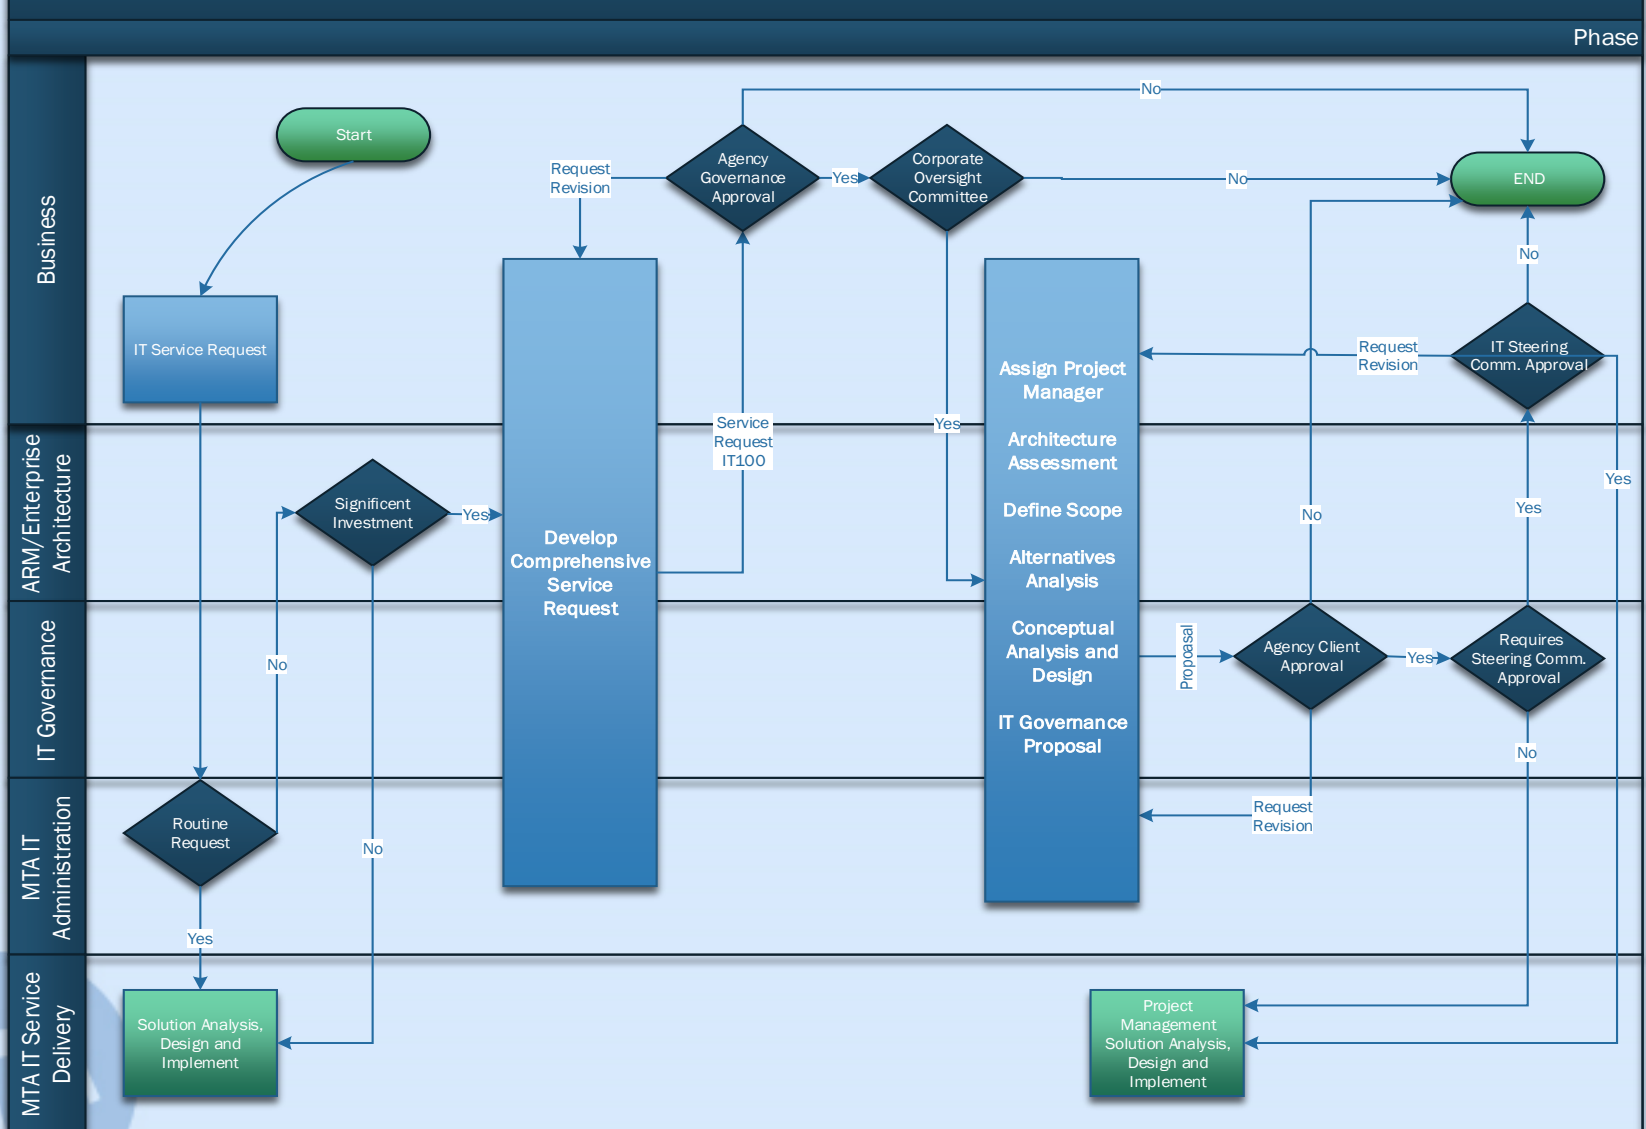 Phase
Business
Start
IT Service Request
Request
Revision
Agency
Governance
Approval
Yes
Corporate
Oversight
Committee
No
No
END
No
IT Steering
Comm. Approval
Request
Revision
Assign Project
Manager
Architecture
Assessment
Define Scope
Alternatives
Analysis
Conceptual
Analysis and
Design
IT Governance
Proposal
Service
Request
IT100
Yes
ARM/Enterprise
Architecture
Significent
Investment
Yes
Develop
Comprehensive
Service
Request
No
Yes
Yes
IT Governance
No
Propoasal
Agency Client
Approval
Yes
Requires
Steering Comm.
Approval
No
MTA IT
Administration
Routine
Request
No
Request
Revision
Yes
MTA IT Service
Delivery
Solution Analysis,
Design and
Implement
Project
Management
Solution Analysis,
Design and
Implement